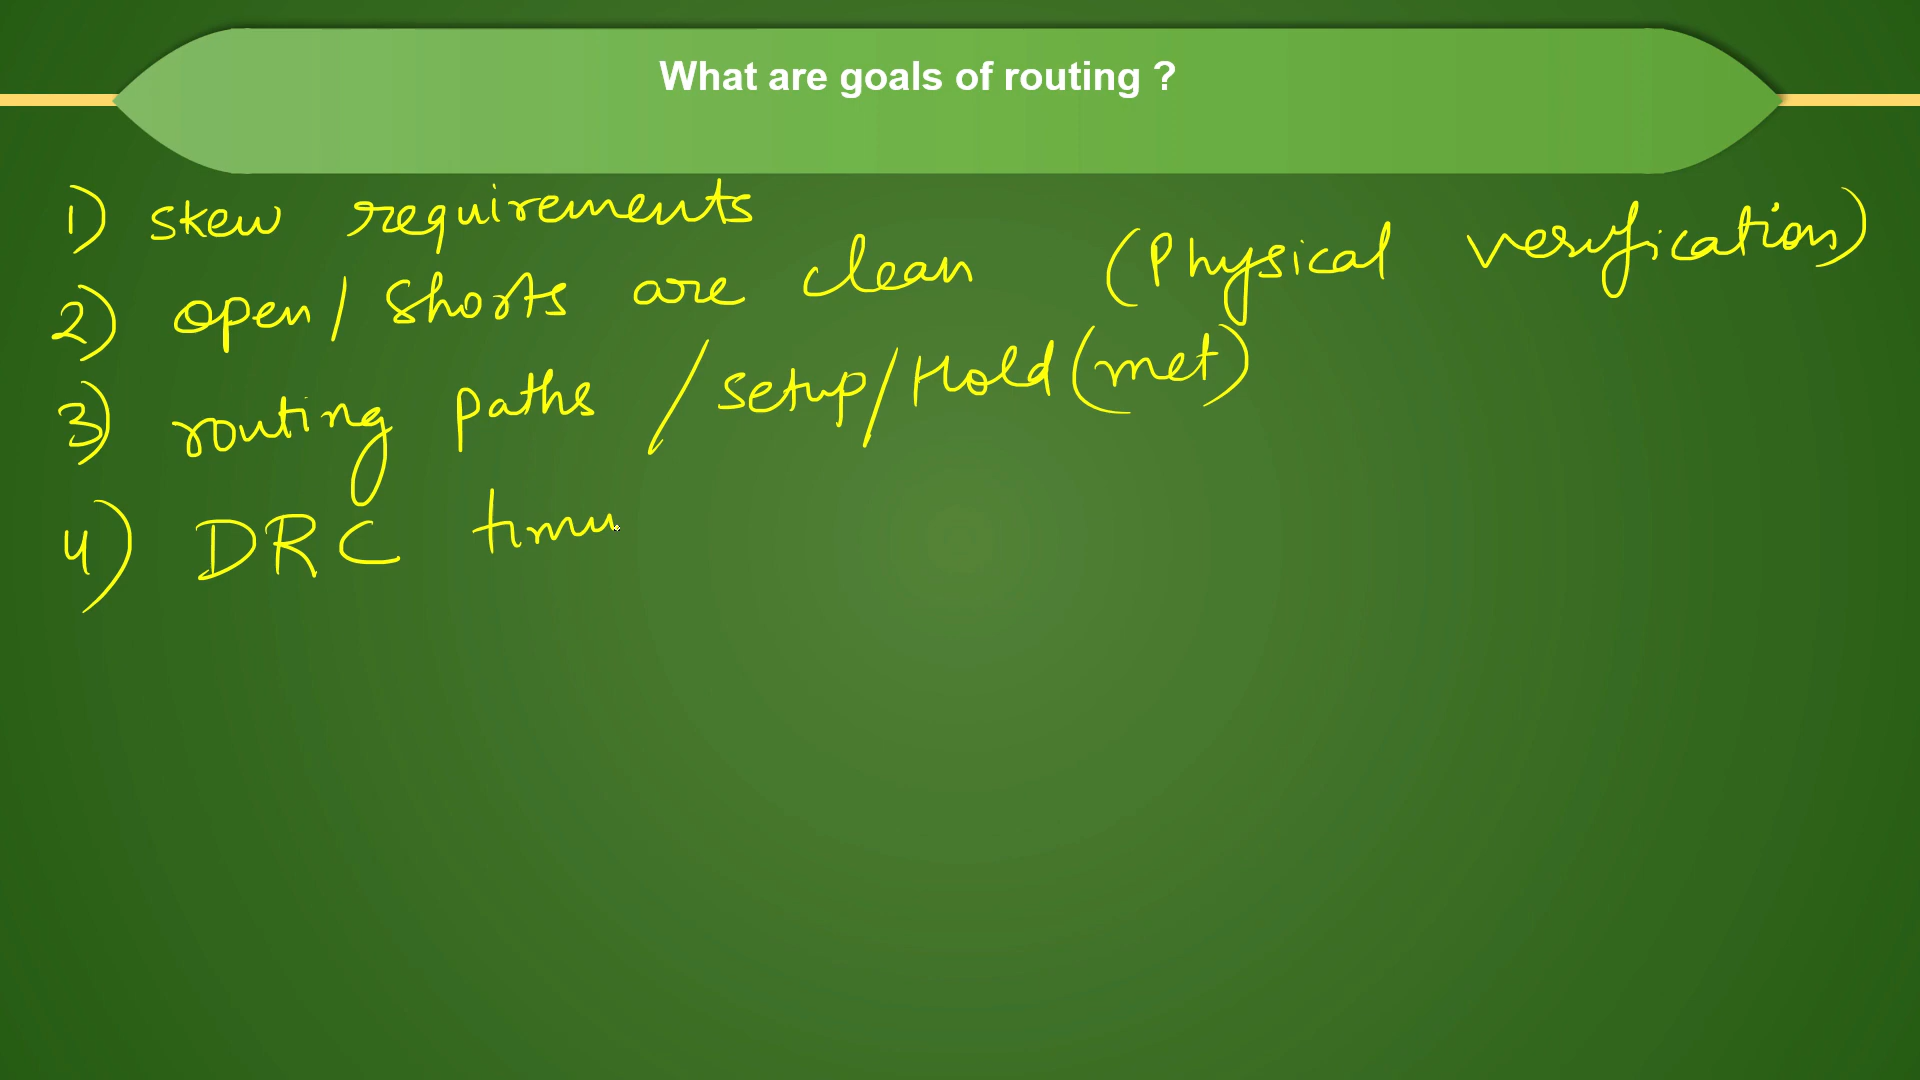 What are goals of routing ?
1) skew requirements
2) open/ shorts are clean (Physical verification)
3) routing paths /setup/Hold (met)
4) DRC